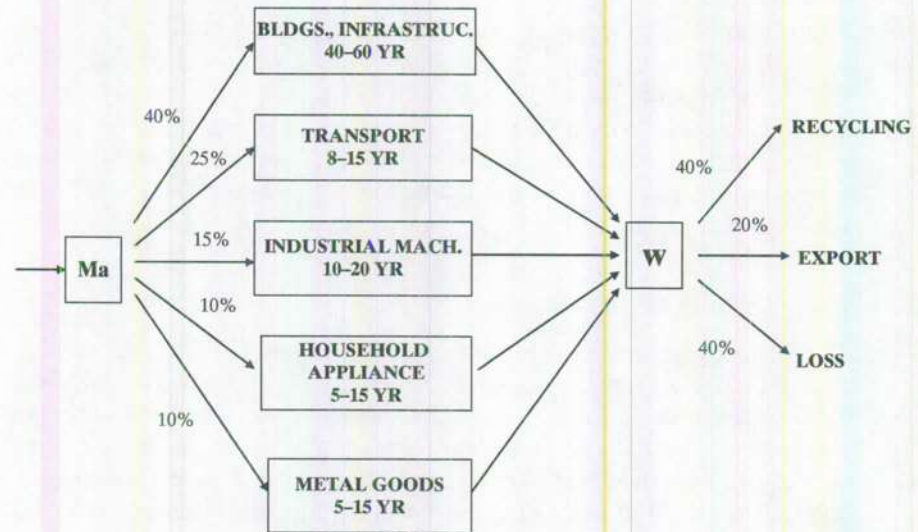 BLDGS., INFRASTRUC.
40–60 YR
40%
TRANSPORT
8–15 YR
25%
RECYCLING
40%
15%
INDUSTRIAL MACH.
10–20 YR
Ma
W
20%
EXPORT
10%
HOUSEHOLD
APPLIANCE
5–15 YR
40%
LOSS
10%
METAL GOODS
5–15 YR